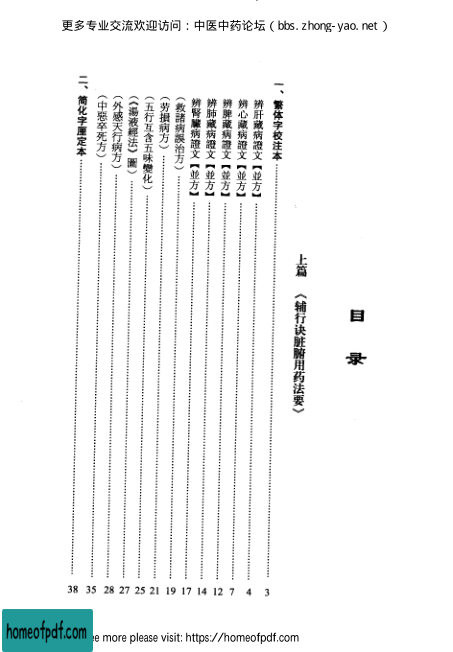 更多专业交流欢迎访问：中医中药论坛（bbs.zhong-yao.net）
目 录
上篇 《辅行诀脏腑用药法要》
一、繁体字校注本 3
辨肝藏病證文【並方】 4
辨心藏病證文【並方】 7
辨脾藏病證文【並方】 12
辨肺藏病證文【並方】 14
辨腎臟病證文【並方】 17
（救諸病誤治方） 19
（劳損病方） 21
（五行互含五味變化） 25
（《湯液經法》圖） 27
（外感天行病方） 28
（中惡卒死方） 35
二、简化字厘定本 38
homeofpdf.com
ee more please visit: https://homeofpdf.com